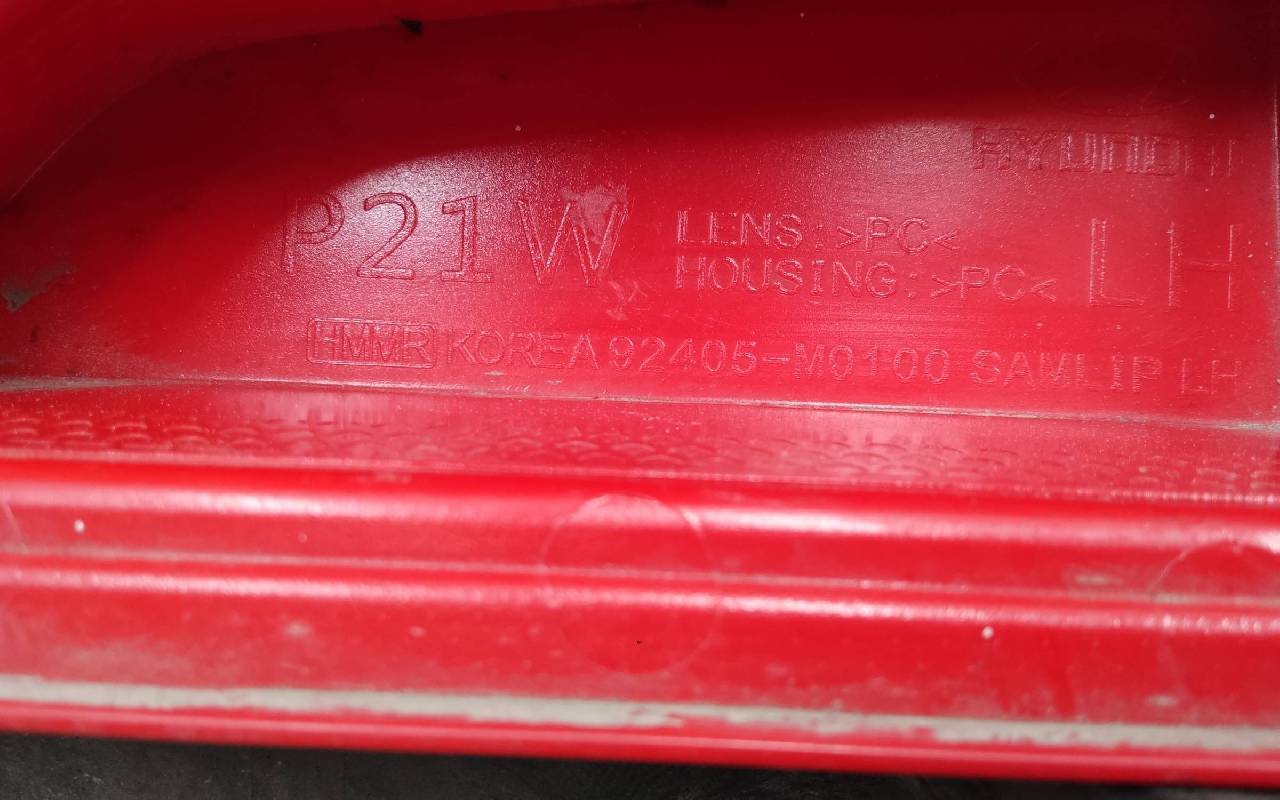 HYUNDAI
P21W
LENS:>PC<
HOUSING:>PC<
LH
HMMR KOREA 92405-M0100 SAMLIP LH